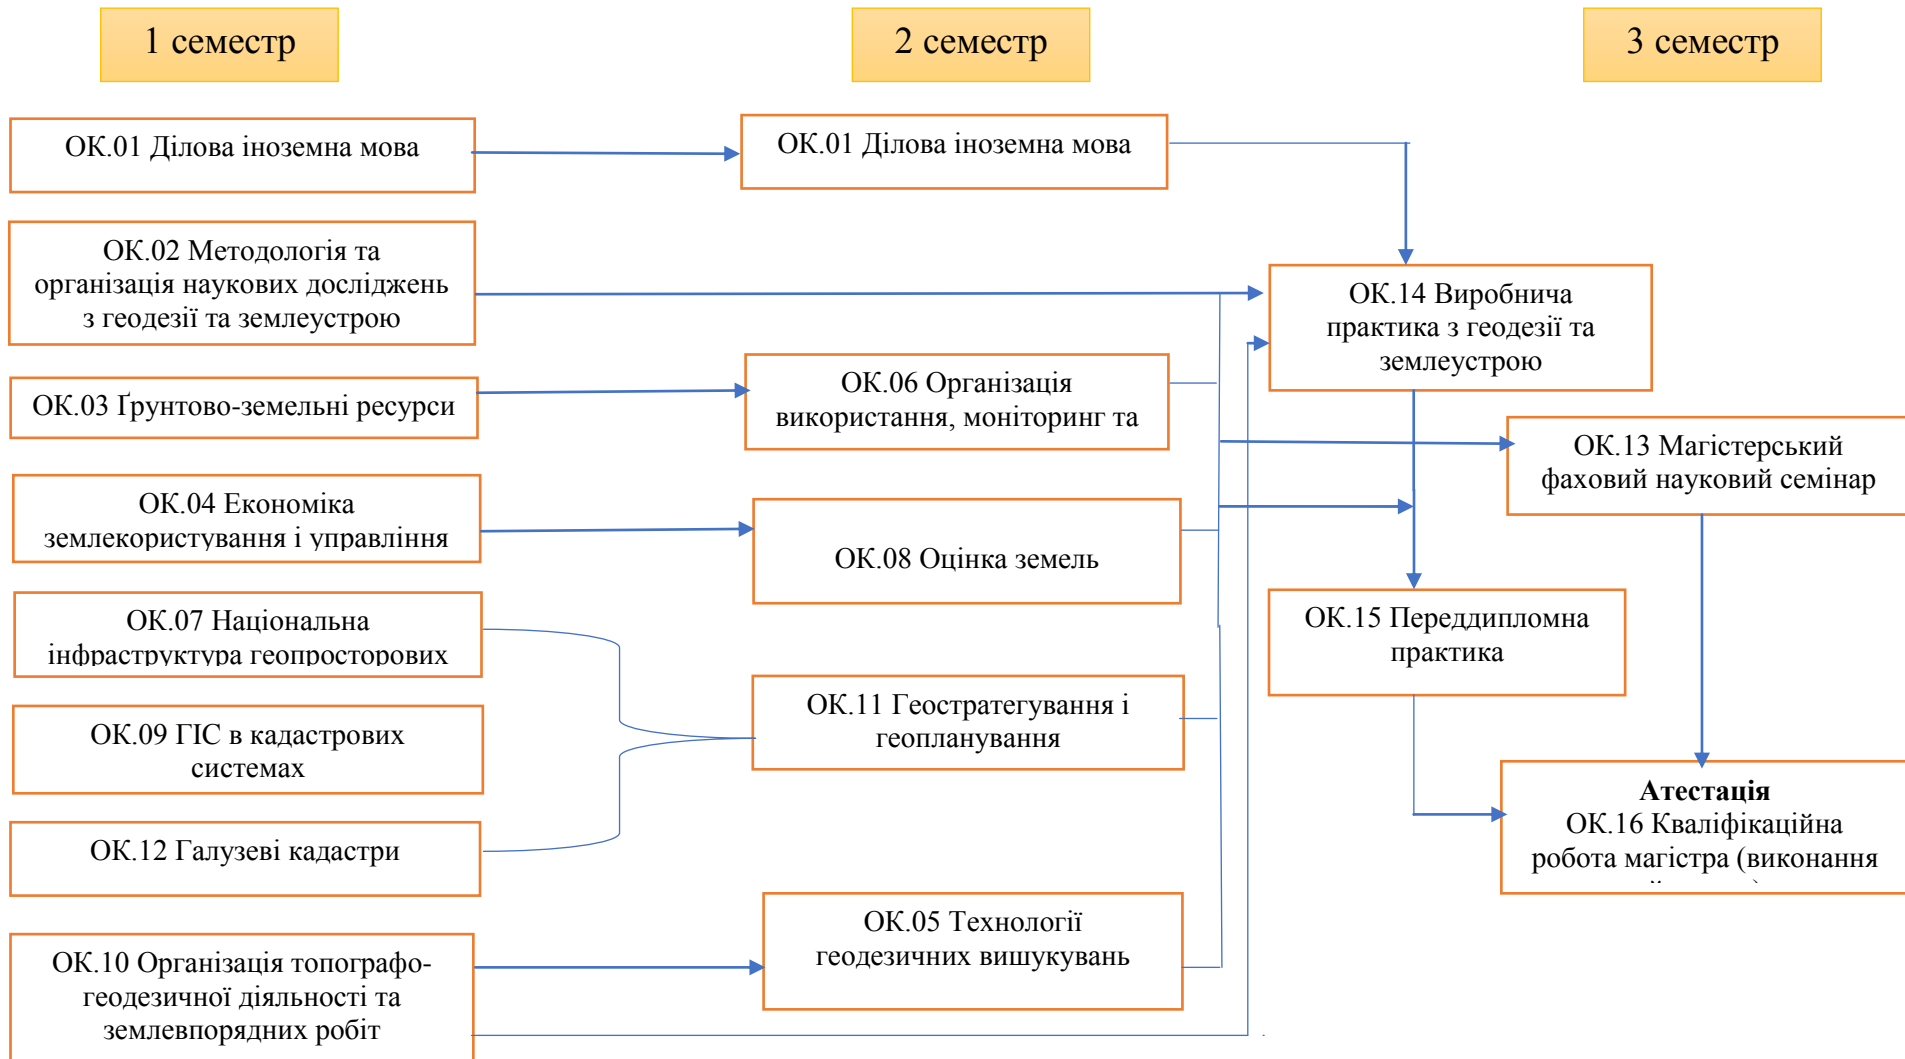 1 семестр
2 семестр
3 семестр
ОК.01 Ділова іноземна мова
ОК.02 Методологія та
організація наукових досліджень
з геодезії та землеустрою
ОК.03 Ґрунтово-земельні ресурси
ОК.04 Економіка
землекористування і управління
ОК.07 Національна
інфраструктура геопросторових
ОК.09 ГІС в кадастрових
системах
ОК.12 Галузеві кадастри
ОК.10 Організація топографо-
геодезичної діяльності та
землевпорядних робіт
ОК.01 Ділова іноземна мова
ОК.06 Організація
використання, моніторинг та
ОК.08 Оцінка земель
ОК.11 Геостратегування і
геопланування
ОК.05 Технології
геодезичних вишукувань
ОК.14 Виробнича
практика з геодезії та
землеустрою
ОК.15 Переддипломна
практика
ОК.13 Магістерський
фаховий науковий семінар
Атестація
ОК.16 Кваліфікаційна
робота магістра (виконання